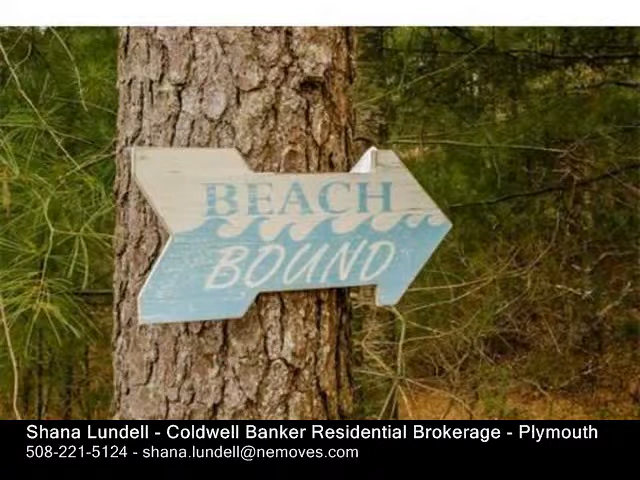 BEACH
BOUND
Shana Lundell - Coldwell Banker Residential Brokerage - Plymouth
508-221-5124 - shana.lundell@nemoves.com